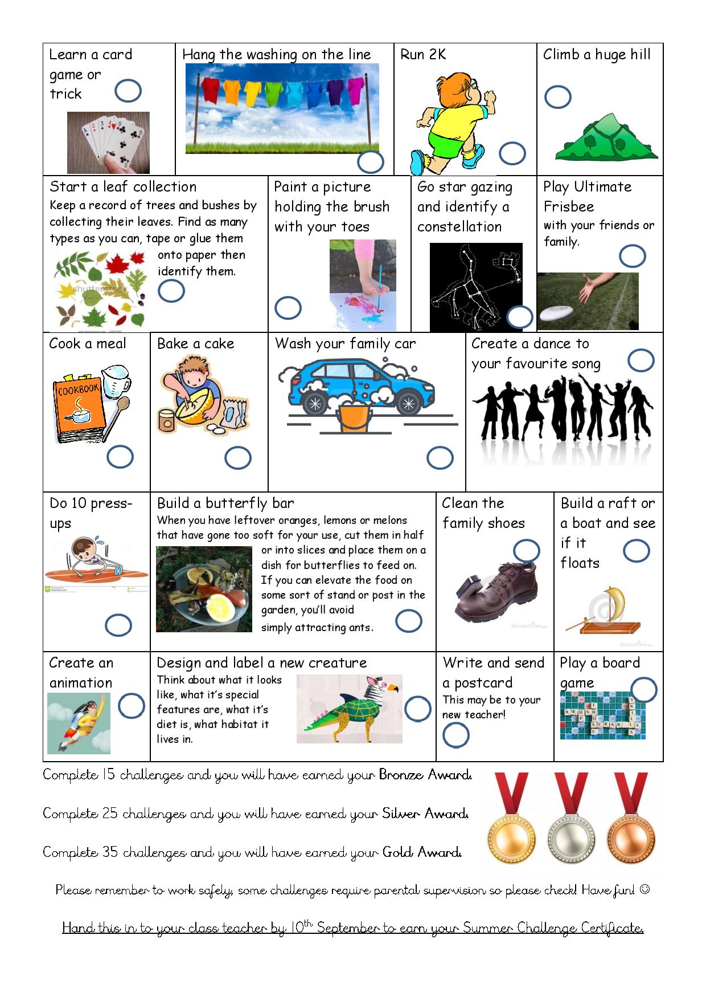 Learn a card
game or
trick
Hang the washing on the line
Run 2K
Climb a huge hill
Start a leaf collection
Keep a record of trees and bushes by
collecting their leaves. Find as many
types as you can, tape or glue them
onto paper then
identify them.
shutterstock
Paint a picture
holding the brush
with your toes
Go star gazing
and identify a
constellation
Play Ultimate
Frisbee
with your friends or
family.
Cook a meal
COOKBOOK
Bake a cake
Wash your family car
Create a dance to
your favourite song
Do 10 press-
ups
Build a butterfly bar
When you have leftover oranges, lemons or melons
that have gone too soft for your use, cut them in half
or into slices and place them on a
dish for butterflies to feed on.
If you can elevate the food on
some sort of stand or post in the
garden, you'll avoid
simply attracting ants.
Clean the
family shoes
Build a raft or
a boat and see
if it
floats
Create an
animation
Design and label a new creature
Think about what it looks
like, what it's special
features are, what it's
diet is, what habitat it
lives in.
Write and send
a postcard
This may be to your
new teacher!
Play a board
game
BRUSH
SCRABBLE
SKILLS
Complete 15 challenges and you will have earned your Bronze Award.
Complete 25 challenges and you will have earned your Silver Award.
Complete 35 challenges and you will have earned your Gold Award.
Please remember to work safely; some challenges require parental supervision so please check! Have fun! ☺
Hand this in to your class teacher by 10th September to earn your Summer Challenge Certificate.